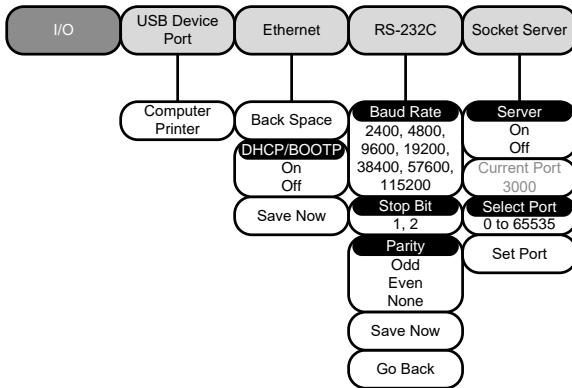 I/O
USB Device
Port
Ethernet
RS-232C
Socket Server
Computer
Printer
Back Space
DHCP/BOOTP
On
Off
Save Now
Baud Rate
2400, 4800,
9600, 19200,
38400, 57600,
115200
Stop Bit
1, 2
Parity
Odd
Even
None
Save Now
Go Back
Server
On
Off
Current Port
3000
Select Port
0 to 65535
Set Port